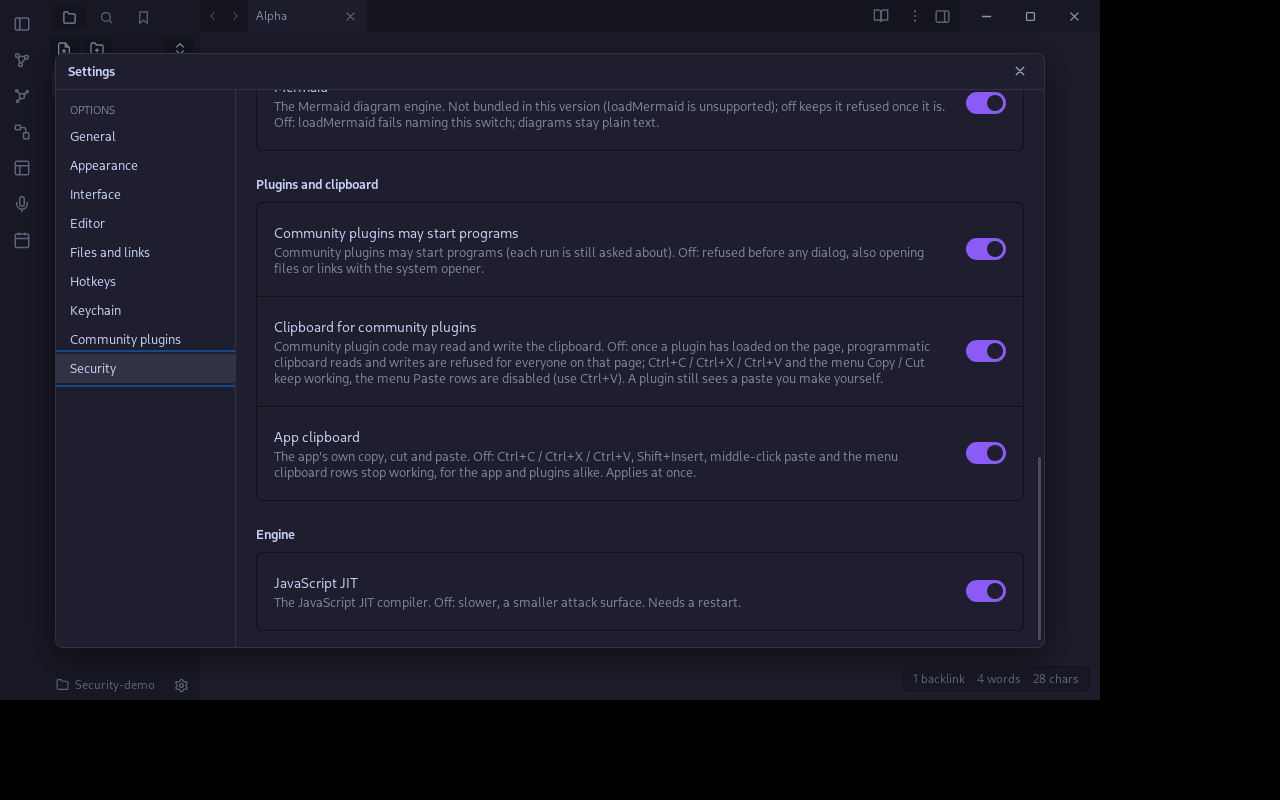 Alpha
Settings
OPTIONS
General
Appearance
Interface
Editor
Files and links
Hotkeys
Keychain
Community plugins
Security
Mermaid
The Mermaid diagram engine. Not bundled in this version (loadMermaid is unsupported); off keeps it refused once it is.
Off: loadMermaid fails naming this switch; diagrams stay plain text.
Plugins and clipboard
Community plugins may start programs
Community plugins may start programs (each run is still asked about). Off: refused before any dialog, also opening
files or links with the system opener.
Clipboard for community plugins
Community plugin code may read and write the clipboard. Off: once a plugin has loaded on the page, programmatic
clipboard reads and writes are refused for everyone on that page; Ctrl+C / Ctrl+X / Ctrl+V and the menu Copy / Cut
keep working, the menu Paste rows are disabled (use Ctrl+V). A plugin still sees a paste you make yourself.
App clipboard
The app's own copy, cut and paste. Off: Ctrl+C / Ctrl+X / Ctrl+V, Shift+Insert, middle-click paste and the menu
clipboard rows stop working, for the app and plugins alike. Applies at once.
Engine
JavaScript JIT
The JavaScript JIT compiler. Off: slower, a smaller attack surface. Needs a restart.
Security-demo
1 backlink 4 words 28 chars